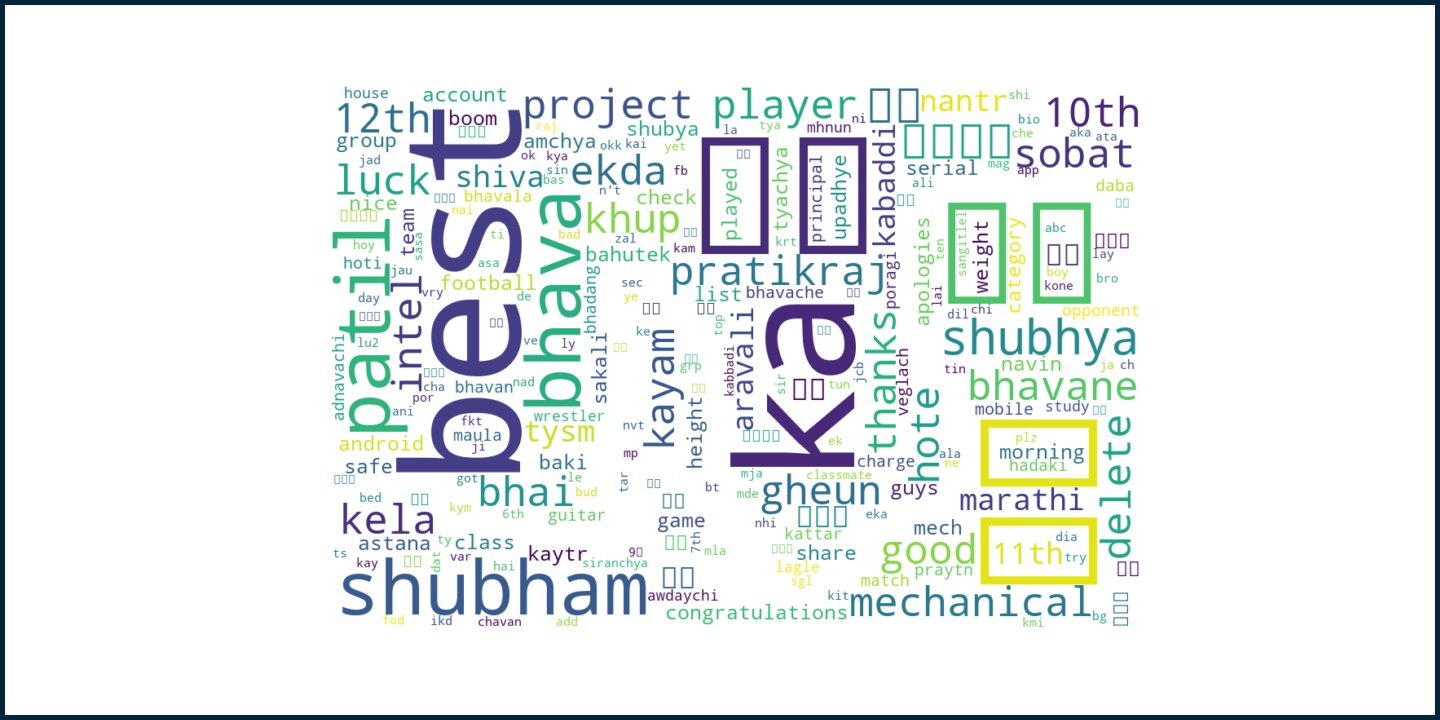 house
account
12th
boom
project
player
nantr
shi
10th
group
raj
shubya
la
tya
mhnun
ni
bio
che
aka
ata
amchya
okk
kai
jad
ok
kya
yet
sobat
luck
shiva
sin
bas
ekda
fb
serial
mag
app
nice
bhavala
n't
check
ali
daba
best
patil
team
sasa
nai
bhava
bad
khup
played
tyachya
principal
upadhye
kabaddi
sangitlel
weight
category
abc
boy
kone
hoy
ti
zal
kam
krt
apologies
ten
lay
hoti
jau
asa
bahutek
pratikraj
poragi
lai
bro
day
vry
football
de
bhadang
sec
ye
list
bhavache
dil
chi
opponent
intel
lu2
adnavachi
ve
ly
ke
top
ka
thanks
shubhya
cha
bhavan
nad
sakali
kayam
grp
kabbadi
aravali
sir
tun
jcb
veglach
tin
navin
ja
ch
por
ani
bhavane
fkt
maula
ji
wrestler
tysm
nvt
height
hote
mobile
study
android
mp
ek
plz
morning
hadaki
delete
safe
baki
charge
ala
ne
got
le
tar
mja
classmate
bed
bhai
bud
bt
mde
gheun
guys
marathi
kela
kym
6th
guitar
game
7th
nhi
eka
mech
astana
ty
class
kattar
dia
11th
try
ts
kay
dat
var
kaytr
hai
siranchya
mla
share
good
lagle
sgl
praytn
match
shubham
awdaychi
kit
mechanical
bg
fod
ikd
chavan
add
congratulations
kmi